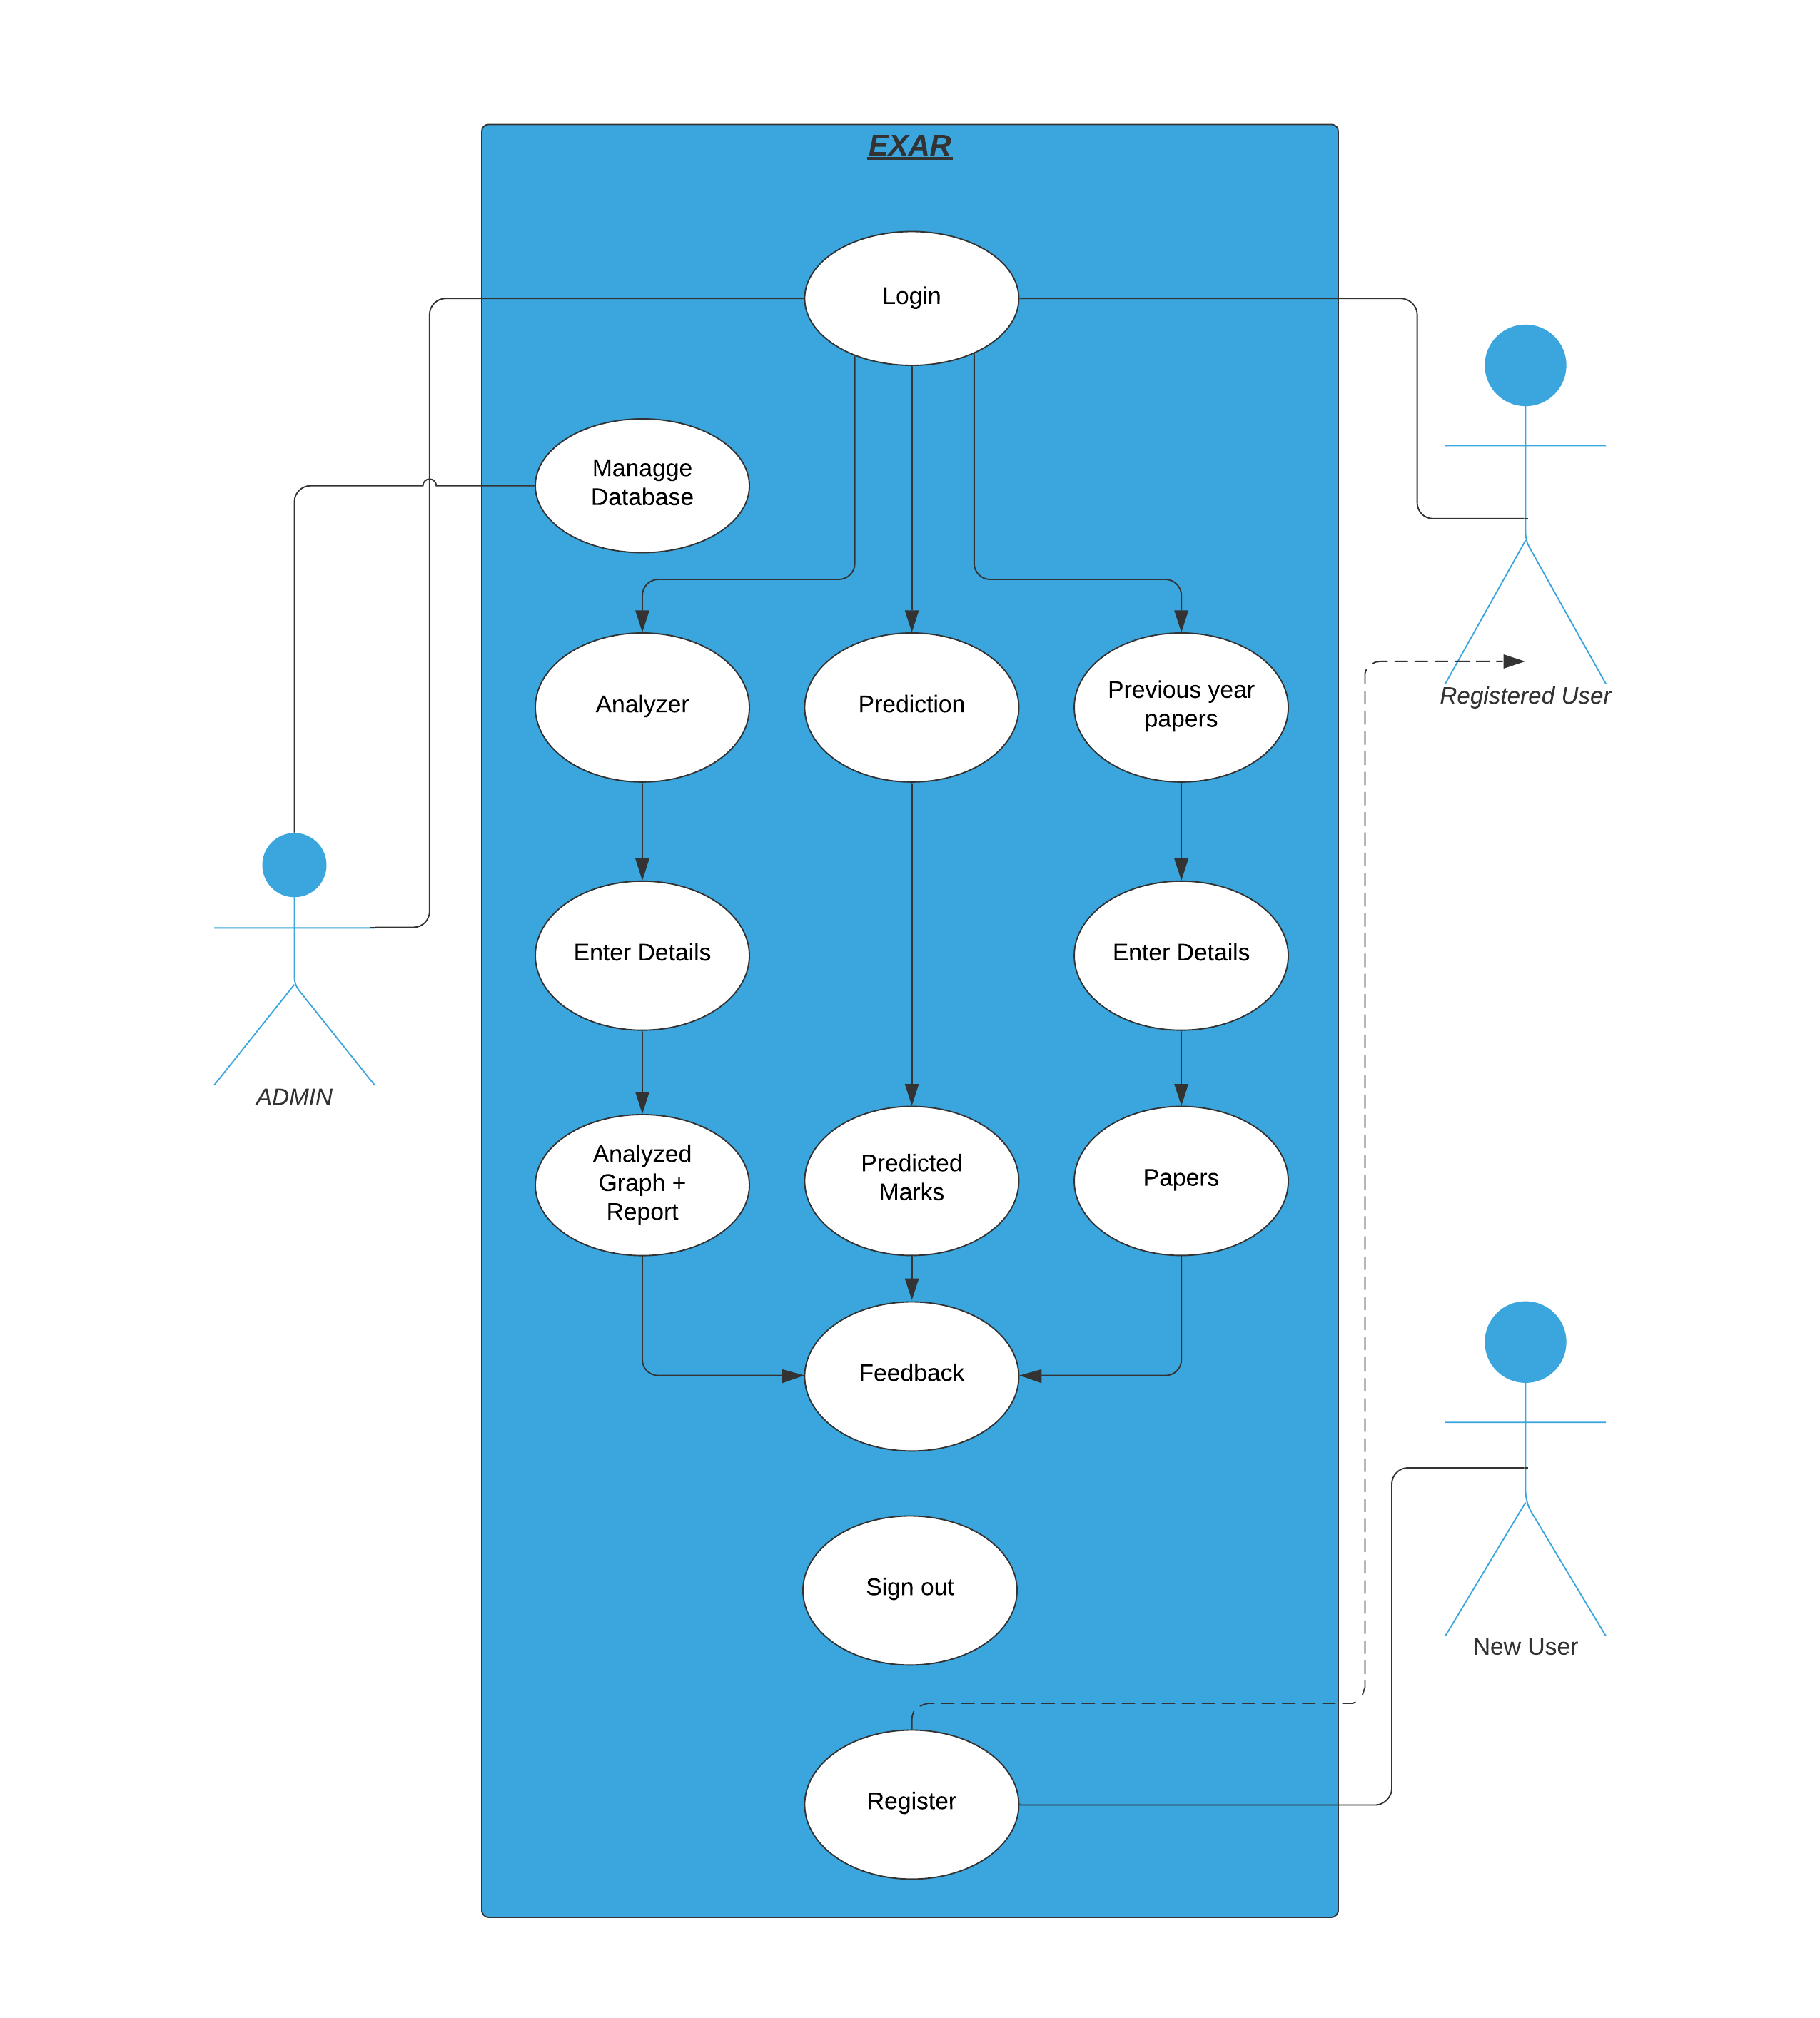 EXAR
Login
Managge
Database
Analyzer
Prediction
Previous year
papers
Registered User
Enter Details
Enter Details
ADMIN
Analyzed
Graph +
Report
Predicted
Marks
Papers
Feedback
Sign out
New User
Register